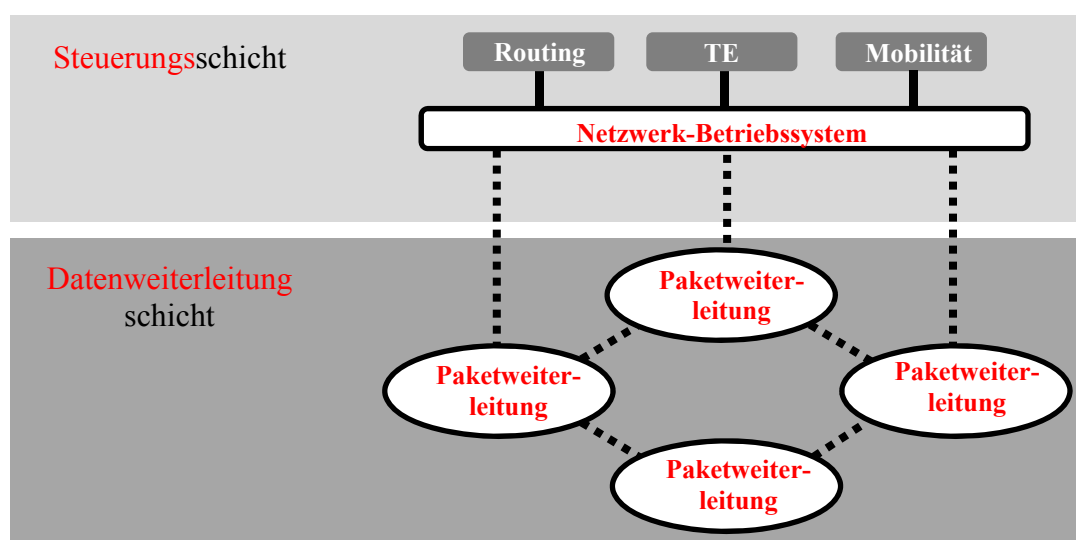 Steuerungsschicht
Routing
TE
Mobilität
Netzwerk-Betriebssystem
Datenweiterleitung
schicht
Paketweiter-
leitung
Paketweiter-
leitung
Paketweiter-
leitung
Paketweiter-
leitung